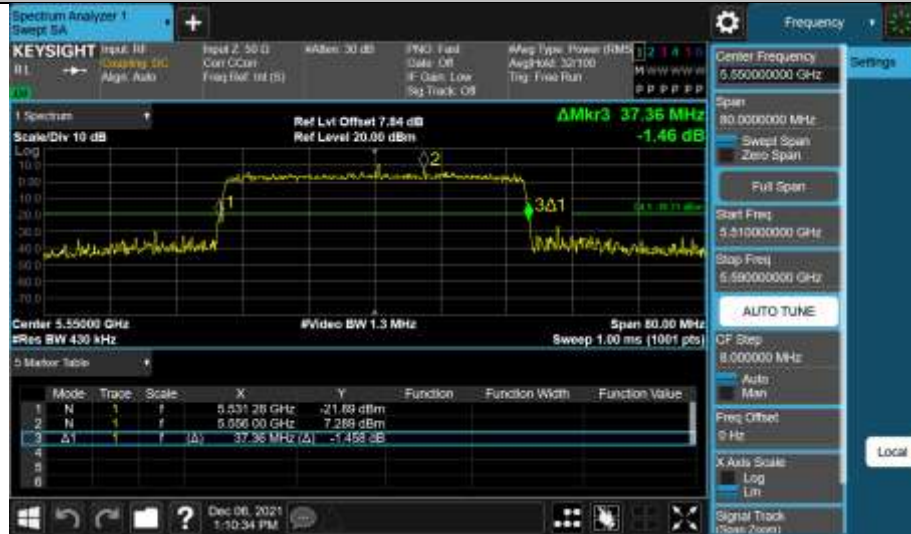 Spectrum Analyzer 1
Swept SA
Frequency
KEYSIGHT Input: RF
Input Z: 50 Ω
#Atten: 30 dB
PNO: Fast
#Avg Type: Power (RMS
1 2 3 4 5 6
RL
Coupling: DC
Corr CCorr
Gate: Off
Avg|Hold: 32/100
M W W W W W
Align: Auto
Freq Ref: Int (S)
IF Gain: Low
Trig: Free Run
Sig Track: Off
P P P P P P
1 Spectrum
Ref Lvl Offset 7.84 dB
ΔMkr3 37.36 MHz
Scale/Div 10 dB
Ref Level 20.00 dBm
-1.46 dB
Log
10.0
0.00
-10.0
-20.0
-30.0
-40.0
-50.0
-60.0
-70.0
2
1
3Δ1
Center 5.55000 GHz
#Video BW 1.3 MHz
Span 80.00 MHz
#Res BW 430 kHz
Sweep 1.00 ms (1001 pts)
5 Marker Table
Mode Trace Scale X Y Function Function Width Function Value
1 N 1 f 5.531 28 GHz -21.69 dBm
2 N 1 f 5.556 00 GHz 7.289 dBm
3 Δ1 1 f (Δ) 37.36 MHz (Δ) -1.458 dB
4
5
6
Dec 06, 2021
1:10:34 PM
Center Frequency
5.550000000 GHz
Settings
Span
80.0000000 MHz
Swept Span
Zero Span
Full Span
Start Freq
5.510000000 GHz
Stop Freq
5.590000000 GHz
AUTO TUNE
CF Step
8.000000 MHz
Auto
Man
Freq Offset
0 Hz
X Axis Scale
Log
Lin
Local
Signal Track
(Span Zoom)